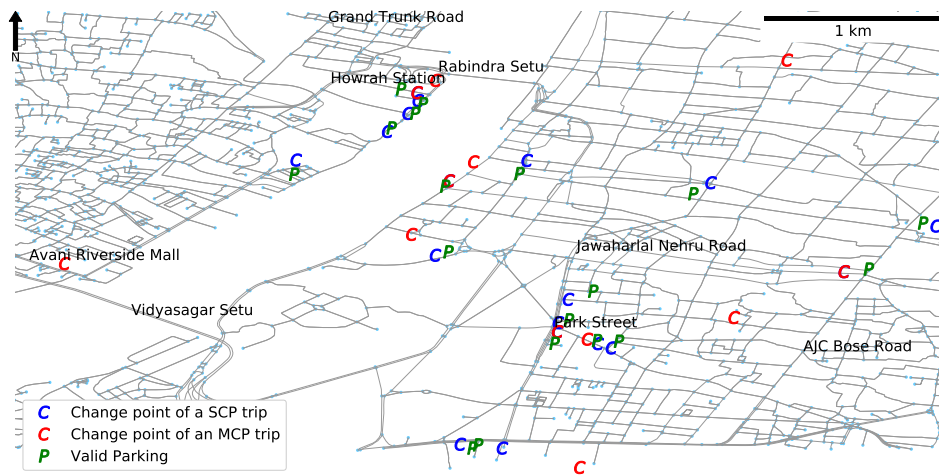 Grand Trunk Road
N
1 km
Rabindra Setu
Howrah Station
P
C
C
C
P
C
P
C
P
C
C
P
C
C
C
P
C
P
C
P
P
C
C
C
P
Jawaharlal Nehru Road
Avani Riverside Mall
C
C
P
P
C
Vidyasagar Setu
P
C
Park Street
C
C
P
C
C
P
C
P
AJC Bose Road
C Change point of a SCP trip
C Change point of an MCP trip
P Valid Parking
C
P
P
C
C